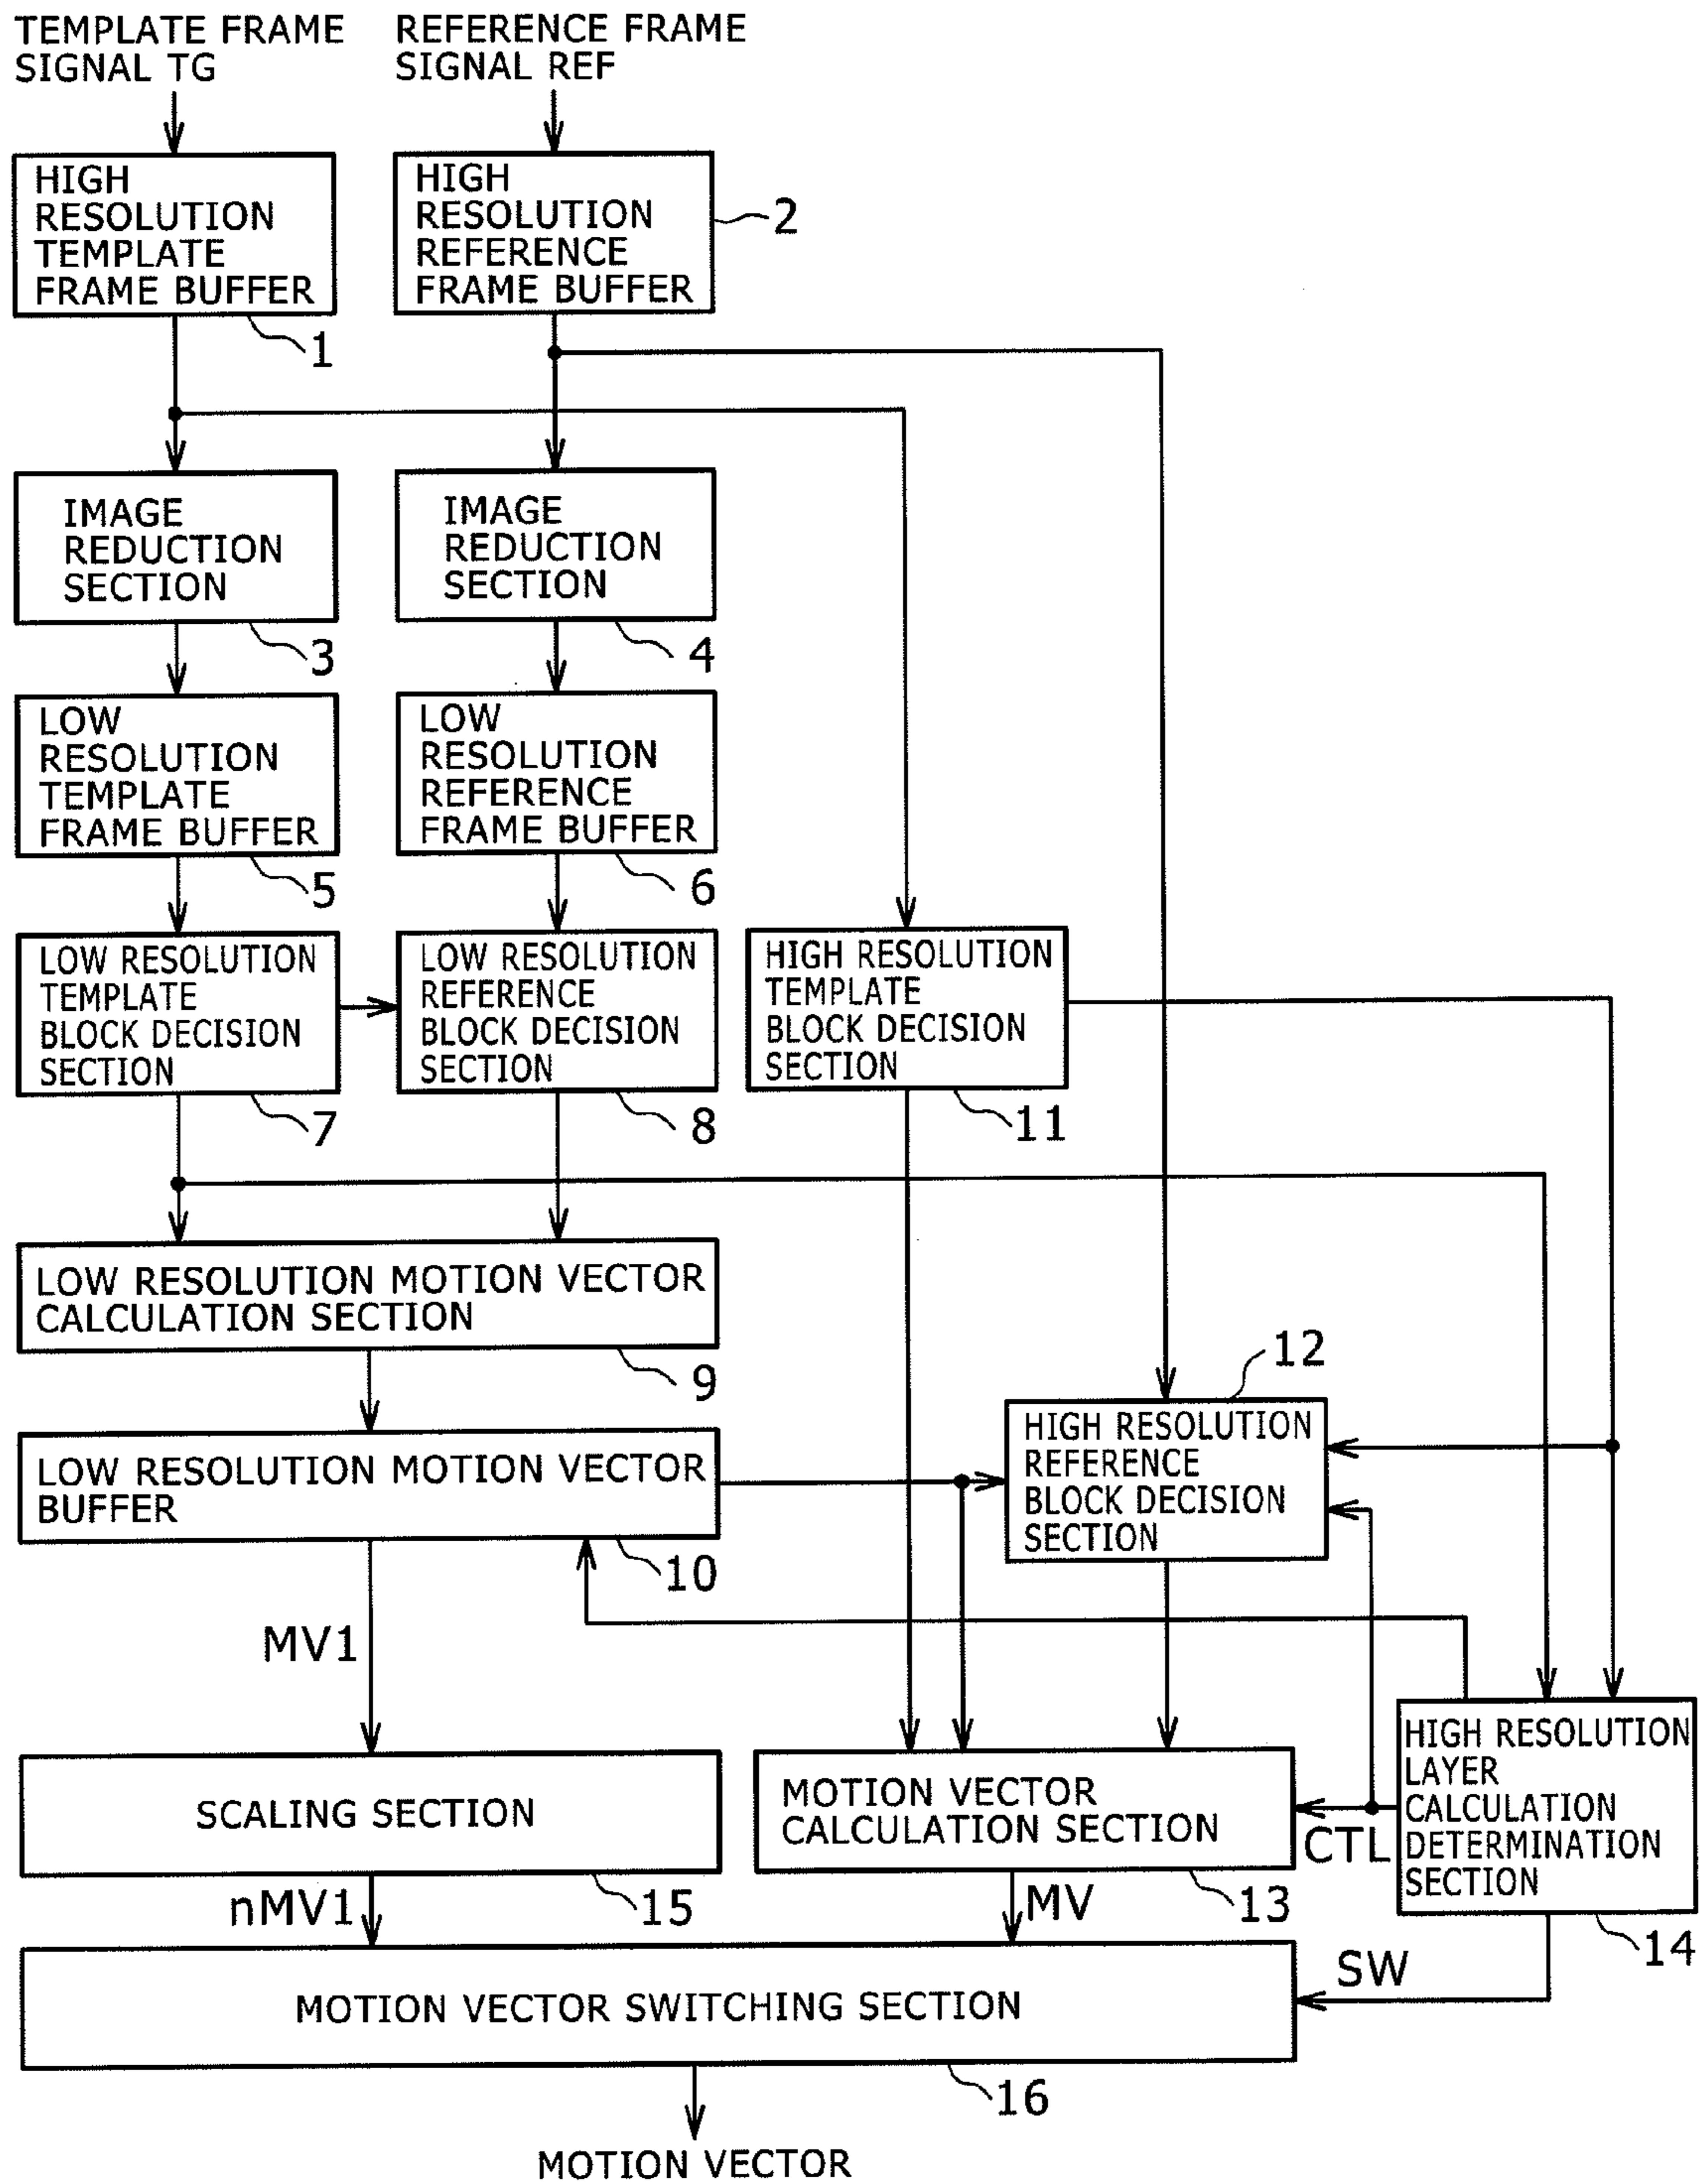 TEMPLATE FRAME
SIGNAL TG
REFERENCE FRAME
SIGNAL REF
HIGH
RESOLUTION
TEMPLATE
FRAME BUFFER
1
HIGH
RESOLUTION
REFERENCE
FRAME BUFFER
2
IMAGE
REDUCTION
SECTION
3
IMAGE
REDUCTION
SECTION
4
LOW
RESOLUTION
TEMPLATE
FRAME BUFFER
5
LOW
RESOLUTION
REFERENCE
FRAME BUFFER
6
LOW RESOLUTION
TEMPLATE
BLOCK DECISION
SECTION
7
LOW RESOLUTION
REFERENCE
BLOCK DECISION
SECTION
8
HIGH RESOLUTION
TEMPLATE
BLOCK DECISION
SECTION
11
LOW RESOLUTION MOTION VECTOR
CALCULATION SECTION
9
12
HIGH RESOLUTION
REFERENCE
BLOCK DECISION
SECTION
LOW RESOLUTION MOTION VECTOR
BUFFER
10
MV1
SCALING SECTION
15
MOTION VECTOR
CALCULATION SECTION
13
CTL
HIGH RESOLUTION
LAYER
CALCULATION
DETERMINATION
SECTION
14
nMV1
MV
SW
MOTION VECTOR SWITCHING SECTION
16
MOTION VECTOR